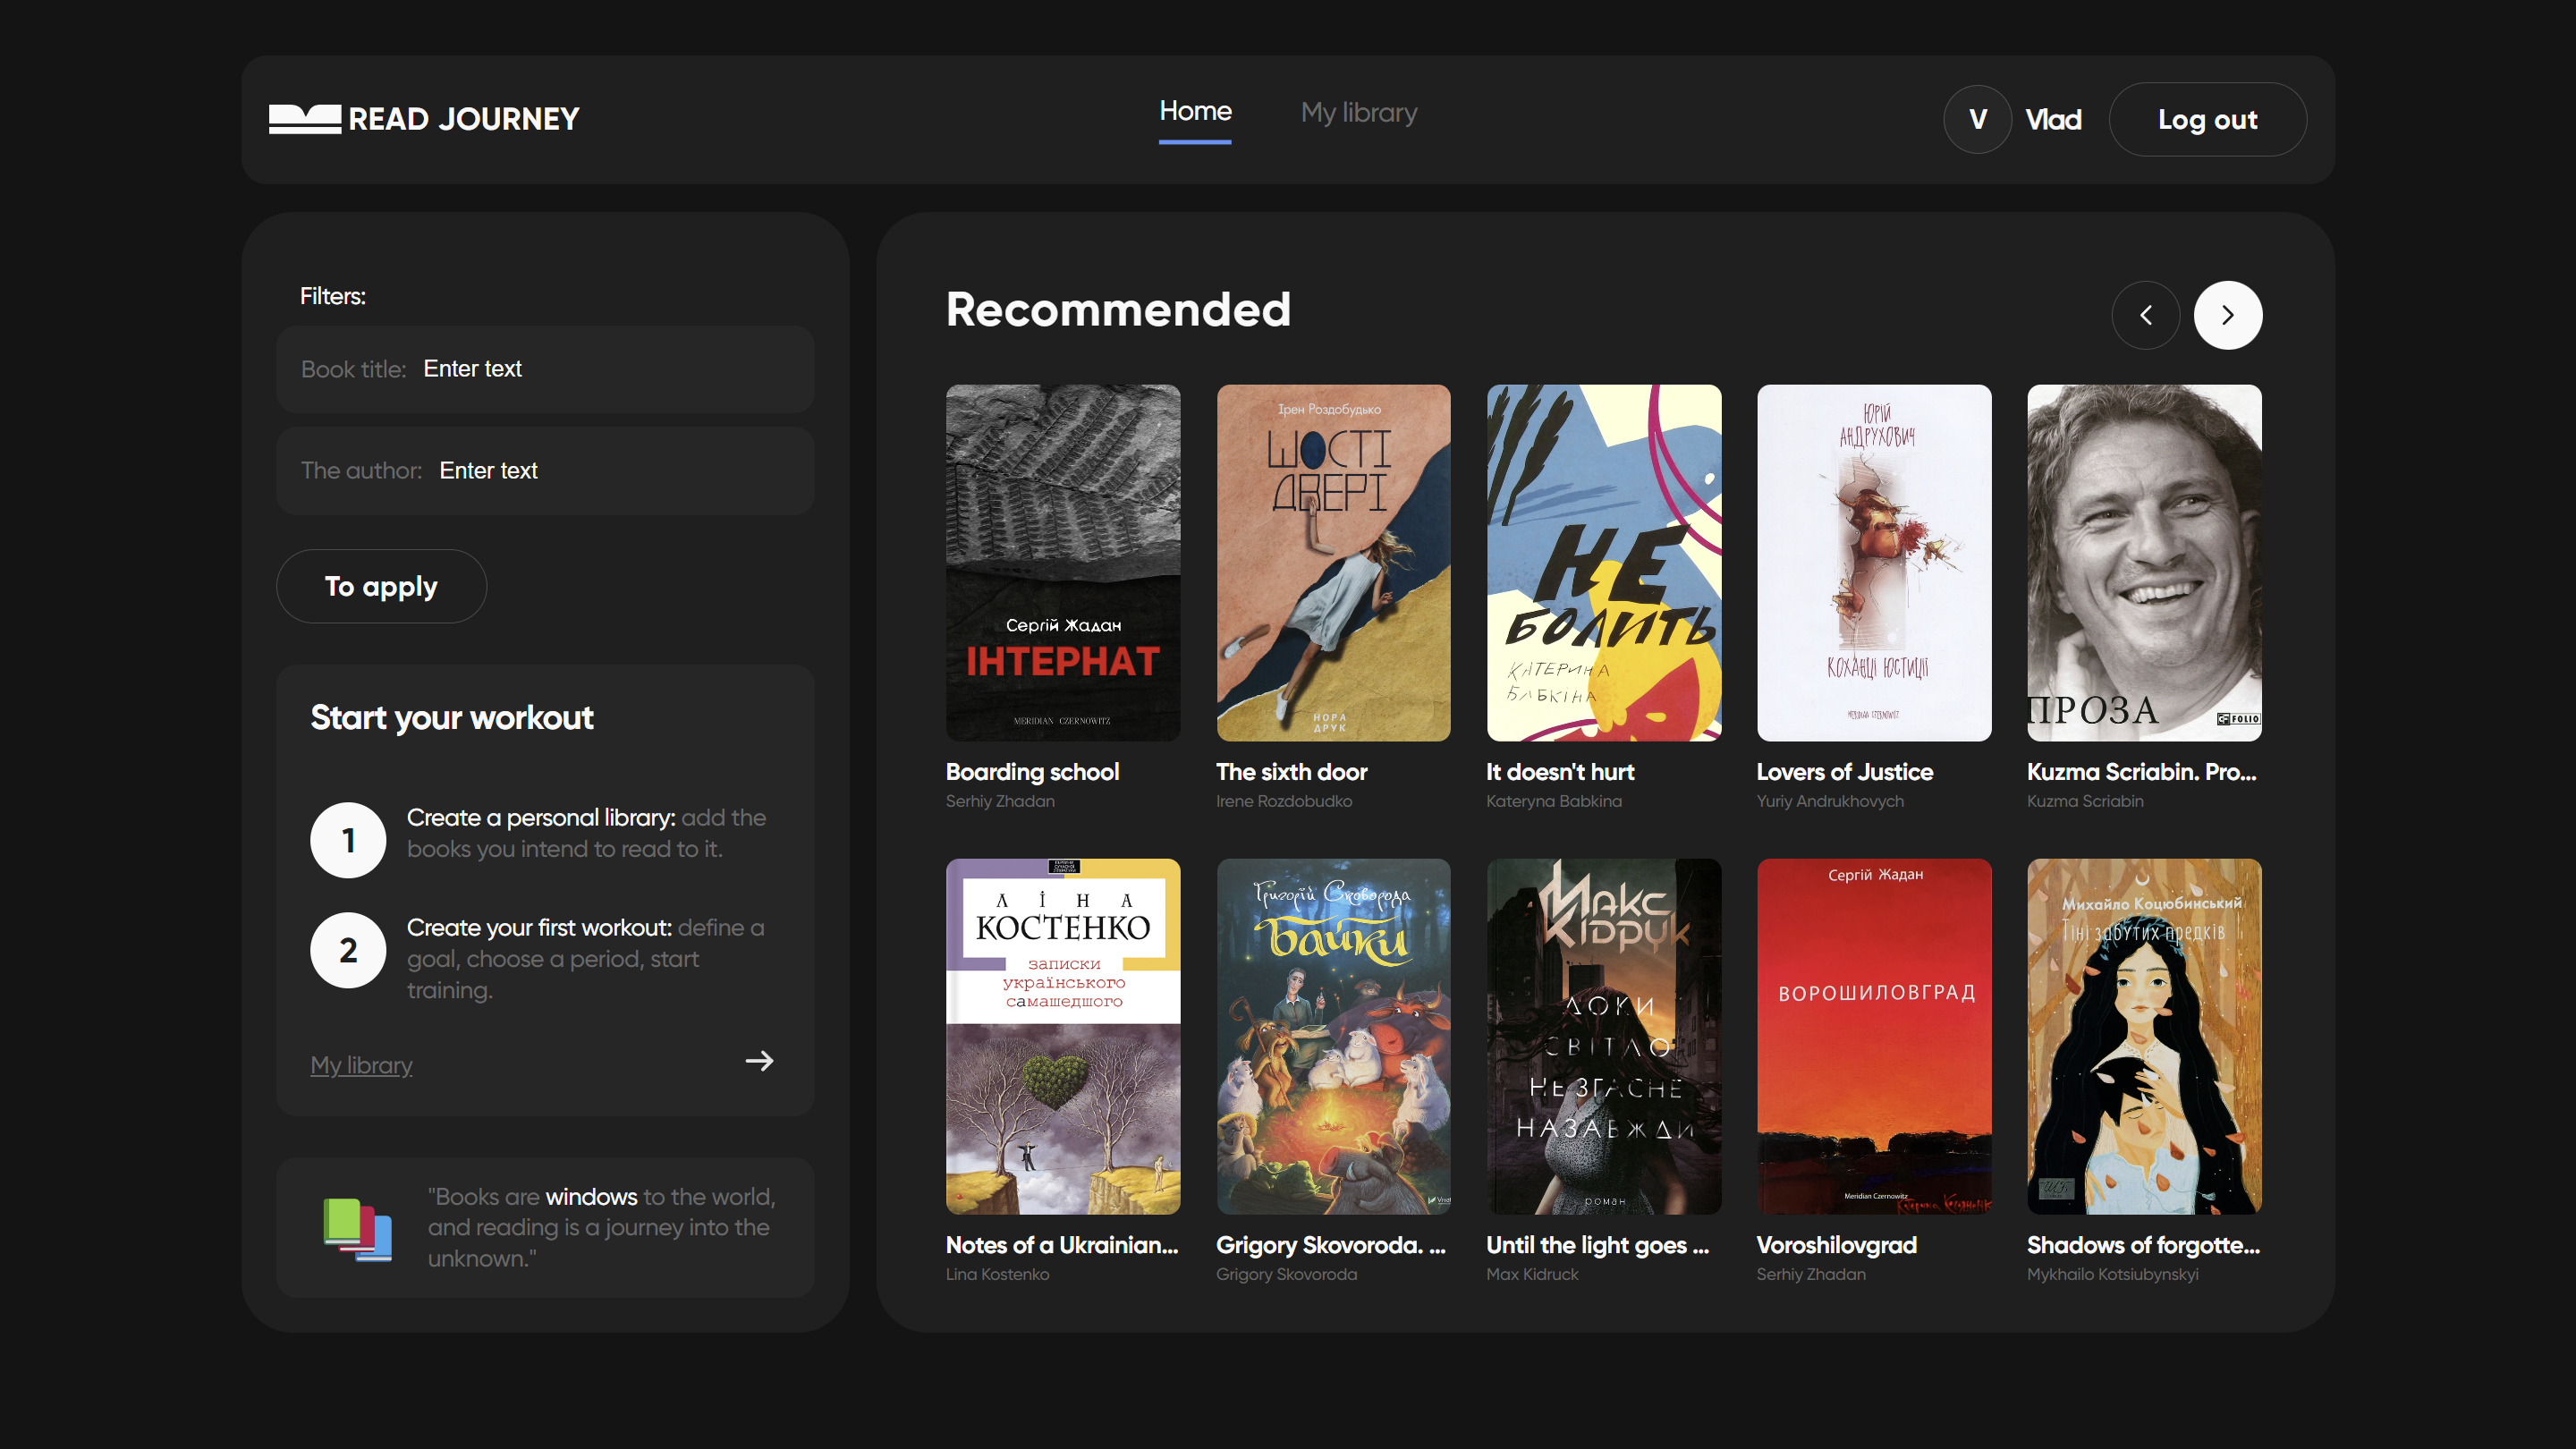 READ JOURNEY
Home
My library
V
Vlad
Log out
Filters:
Book title: Enter text
The author: Enter text
To apply
Start your workout
1
Create a personal library: add the
books you intend to read to it.
2
Create your first workout: define a
goal, choose a period, start
training.
My library
"Books are windows to the world,
and reading is a journey into the
unknown."
Recommended
Сергій Жадан
ІНТЕРНАТ
MERIDIAN CZERNOWITZ
Boarding school
Serhiy Zhadan
Ірен Роздобудько
ШОСТІ
ДВЕРІ
НОРА
ДРУК
The sixth door
Irene Rozdobudko
НЕ
БОЛИТЬ
КАТЕРИНА
БАБКІНА
It doesn't hurt
Kateryna Babkina
ЮРІЙ
АНДРУХОВИЧ
КОХАНЦІ ЮСТИЦІЇ
MERIDIAN CZERNOWITZ
Lovers of Justice
Yuriy Andrukhovych
ПРОЗА
FOLIO
Kuzma Scriabin. Pro...
Kuzma Scriabin
ЛІНА
КОСТЕНКО
записки
українського
самашедшого
Notes of a Ukrainian...
Lina Kostenko
Григорій Сковорода
Байки
Grigory Skovoroda. ...
Grigory Skovoroda
МАКС
КІДРУК
ДОКИ
СВІТЛО
НЕ ЗГАСНЕ
НАЗАВЖДИ
роман
Until the light goes ...
Max Kidruck
Сергій Жадан
ВОРОШИЛОВГРАД
Meridian Czernowitz
Voroshilovgrad
Serhiy Zhadan
Михайло Коцюбинський
Тіні забутих предків
Shadows of forgotte...
Mykhailo Kotsiubynskyi